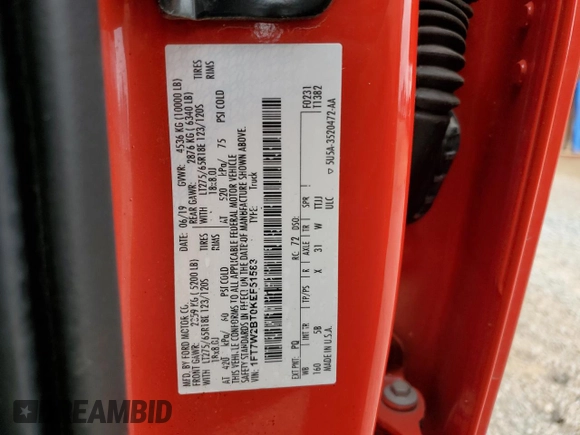 MFD. BY FORD MOTOR CO.
DATE: 06/19 GVWR: 4536 KG (10000 LB)
FRONT GAWR: 2359 KG (5200 LB) REAR GAWR: 2876 KG (6340 LB)
WITH LT275/65R18E 123/120S TIRES WITH LT275/65R18E 123/120S TIRES
18x8.0J RIMS 18x8.0J RIMS
AT 420 kPa/ 60 PSI COLD AT 520 kPa/ 75 PSI COLD
THIS VEHICLE CONFORMS TO ALL APPLICABLE FEDERAL MOTOR VEHICLE
SAFETY STANDARDS IN EFFECT ON THE DATE OF MANUFACTURE SHOWN ABOVE.
VIN: 1FT7W2BT0KEF51583
TYPE: Truck
EXT PNT: PQ RC: 72 DSO: F0231
T1382
WB INT TR TP/PS R AXLE TR SPR
160 5B X 31 W TTJJ
ULC
MADE IN U.S.A. 5U5A-3520472-AA
DREAMBID